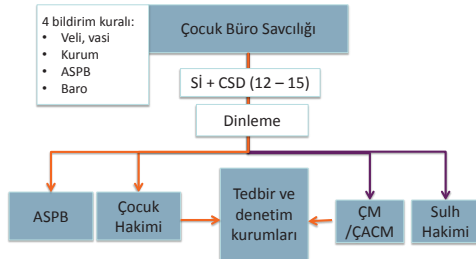 4 bildirim kuralı:
• Veli, vasi
• Kurum
• ASPB
• Baro
Çocuk Büro Savcılığı
Sİ + CSD (12 – 15)
Dinleme
ASPB
Çocuk
Hakimi
Tedbir ve
denetim
kurumları
ÇM
/ÇACM
Sulh
Hakimi